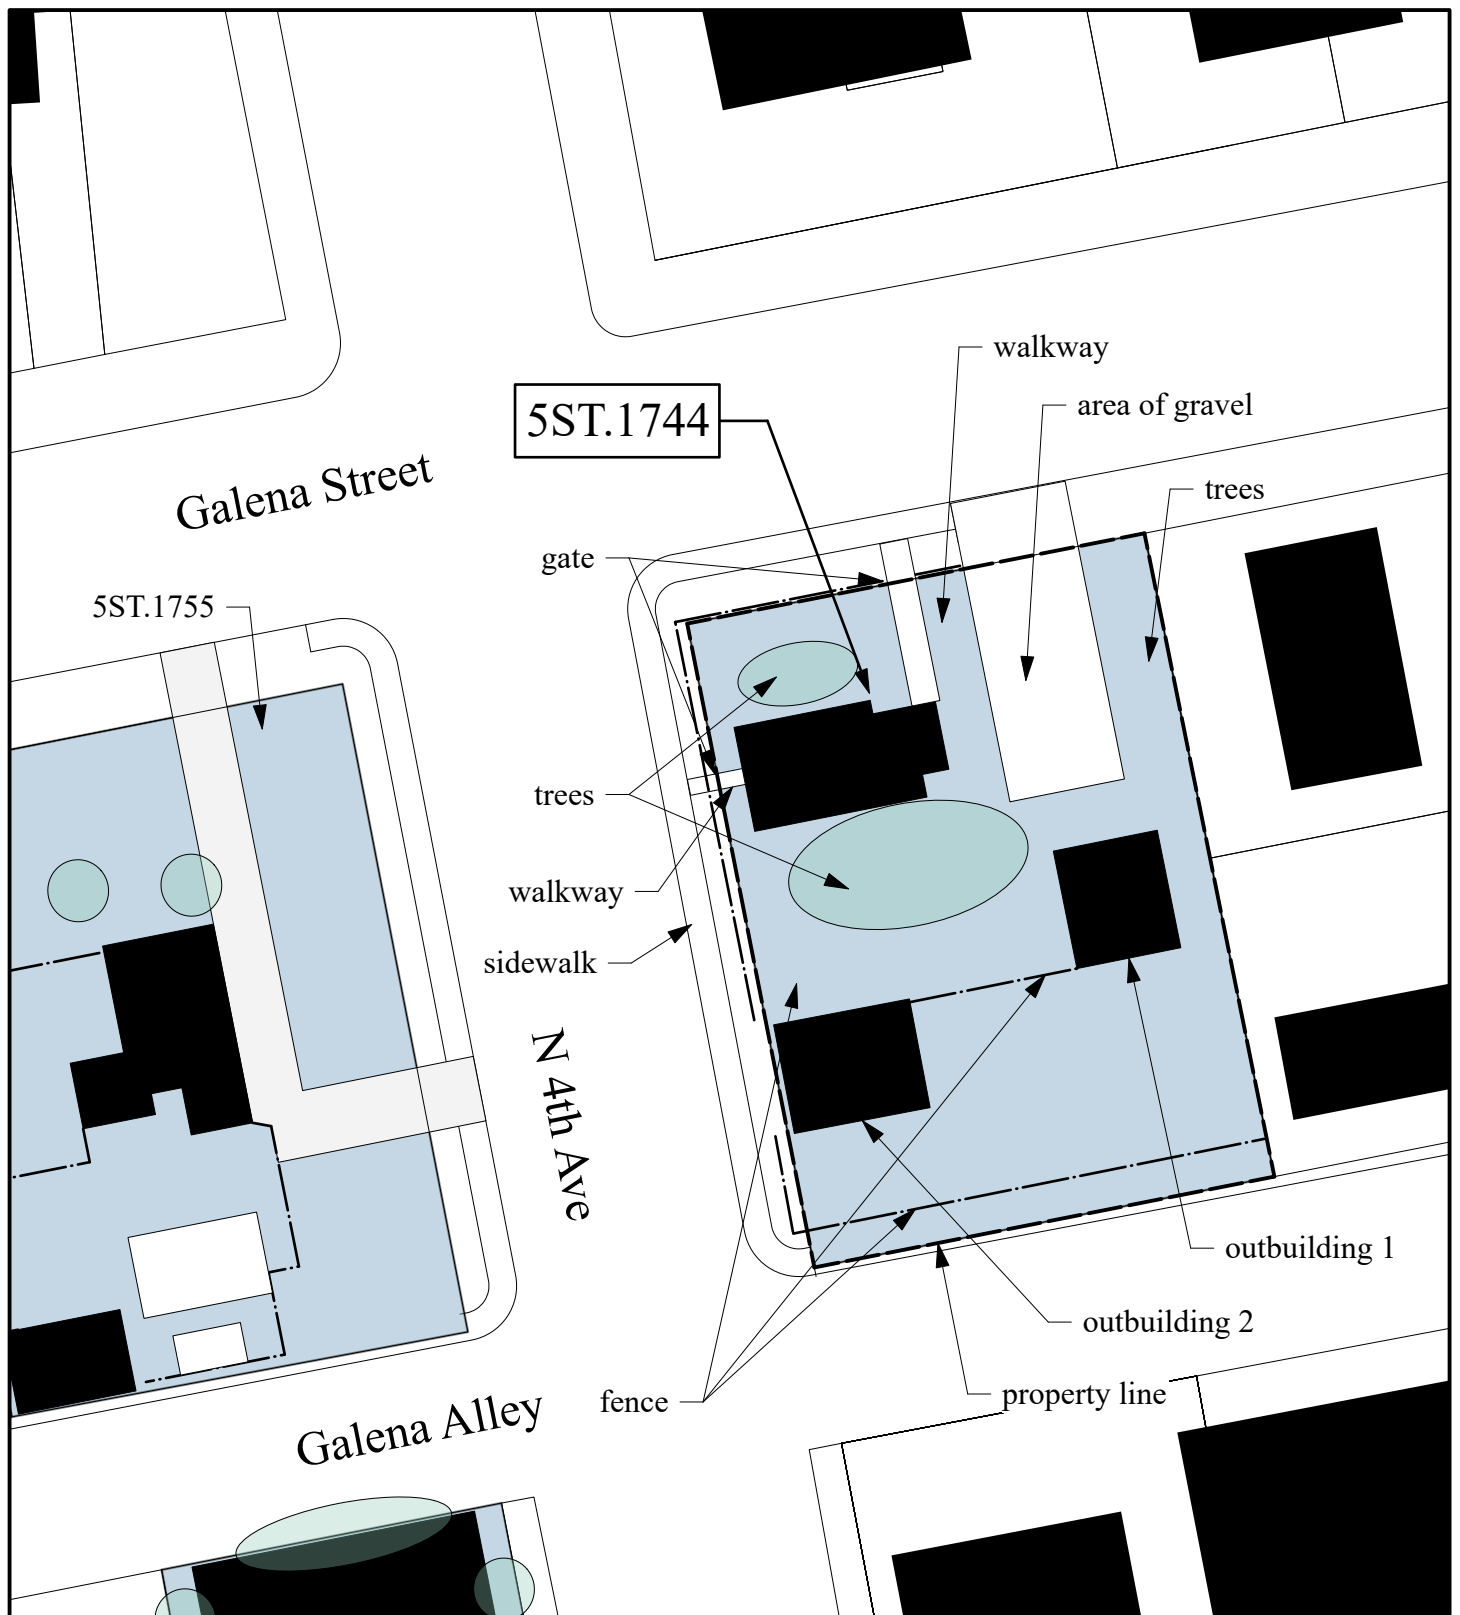 walkway
5ST.1744
area of gravel
Galena Street
trees
gate
5ST.1755
trees
walkway
sidewalk
N 4th Ave
outbuilding 1
outbuilding 2
fence
property line
Galena Alley